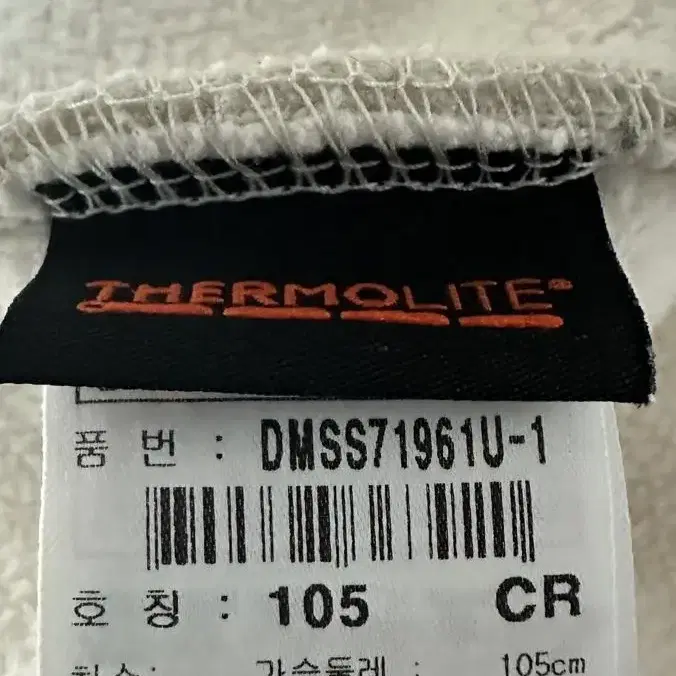 THERMOLITE®
품 번 : DMSS71961U-1
호 칭 : 105 CR
가슴둘레 : 105cm